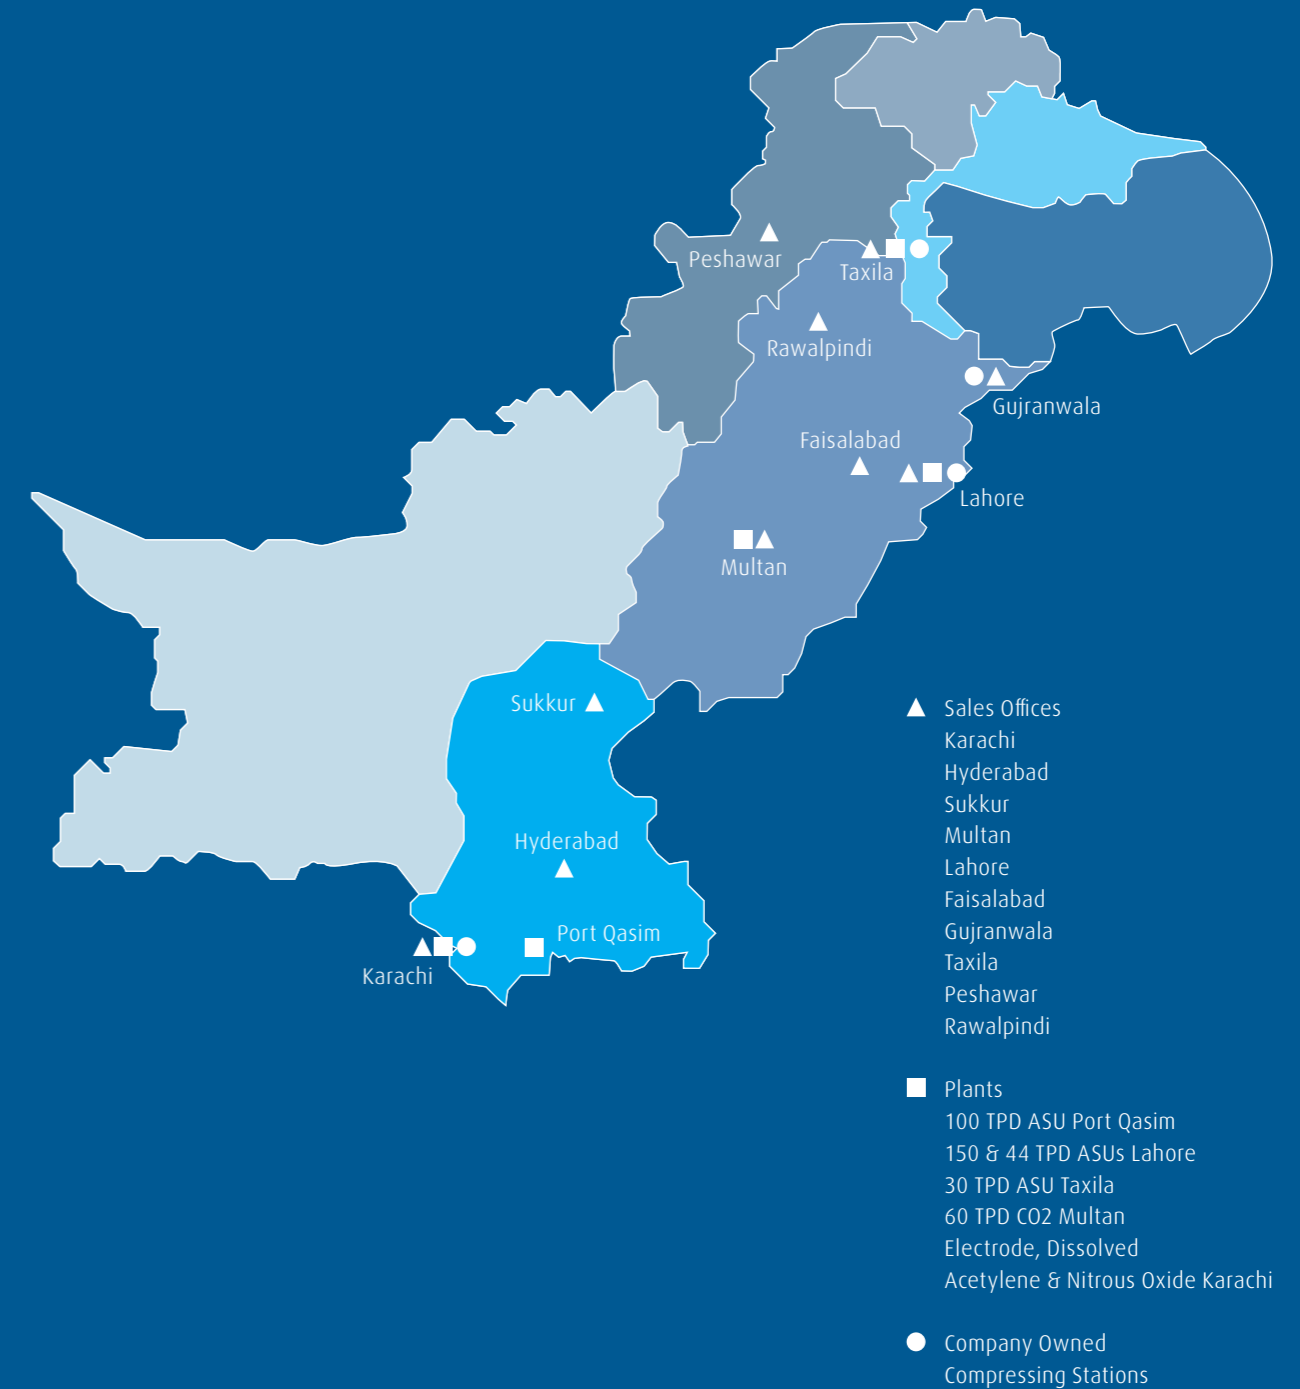 Peshawar
Taxila
Rawalpindi
Gujranwala
Faisalabad
Lahore
Multan
Sukkur
Hyderabad
Port Qasim
Karachi
Sales Offices
Karachi
Hyderabad
Sukkur
Multan
Lahore
Faisalabad
Gujranwala
Taxila
Peshawar
Rawalpindi
Plants
100 TPD ASU Port Qasim
150 & 44 TPD ASUs Lahore
30 TPD ASU Taxila
60 TPD CO2 Multan
Electrode, Dissolved
Acetylene & Nitrous Oxide Karachi
Company Owned
Compressing Stations